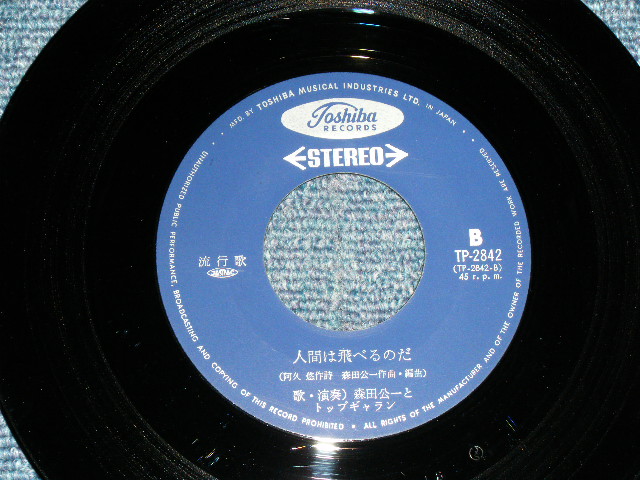 MFD. BY TOSHIBA MUSICAL INDUSTRIES LTD. IN JAPAN
Toshiba
RECORDS
STEREO
流行歌
B
TP-2842
(TP-2842-B)
45 r.p.m.
人間は飛べるのだ
(阿久 悠作詩 森田公一作曲・編曲)
歌・演奏) 森田公一と
トップギャラン
UNAUTHORIZED PUBLIC PERFORMANCE, BROADCASTING AND COPYING OF THIS RECORD PROHIBITED • ALL RIGHTS OF THE MANUFACTURER AND OF THE OWNER OF THE RECORDED WORK ARE RESERVED